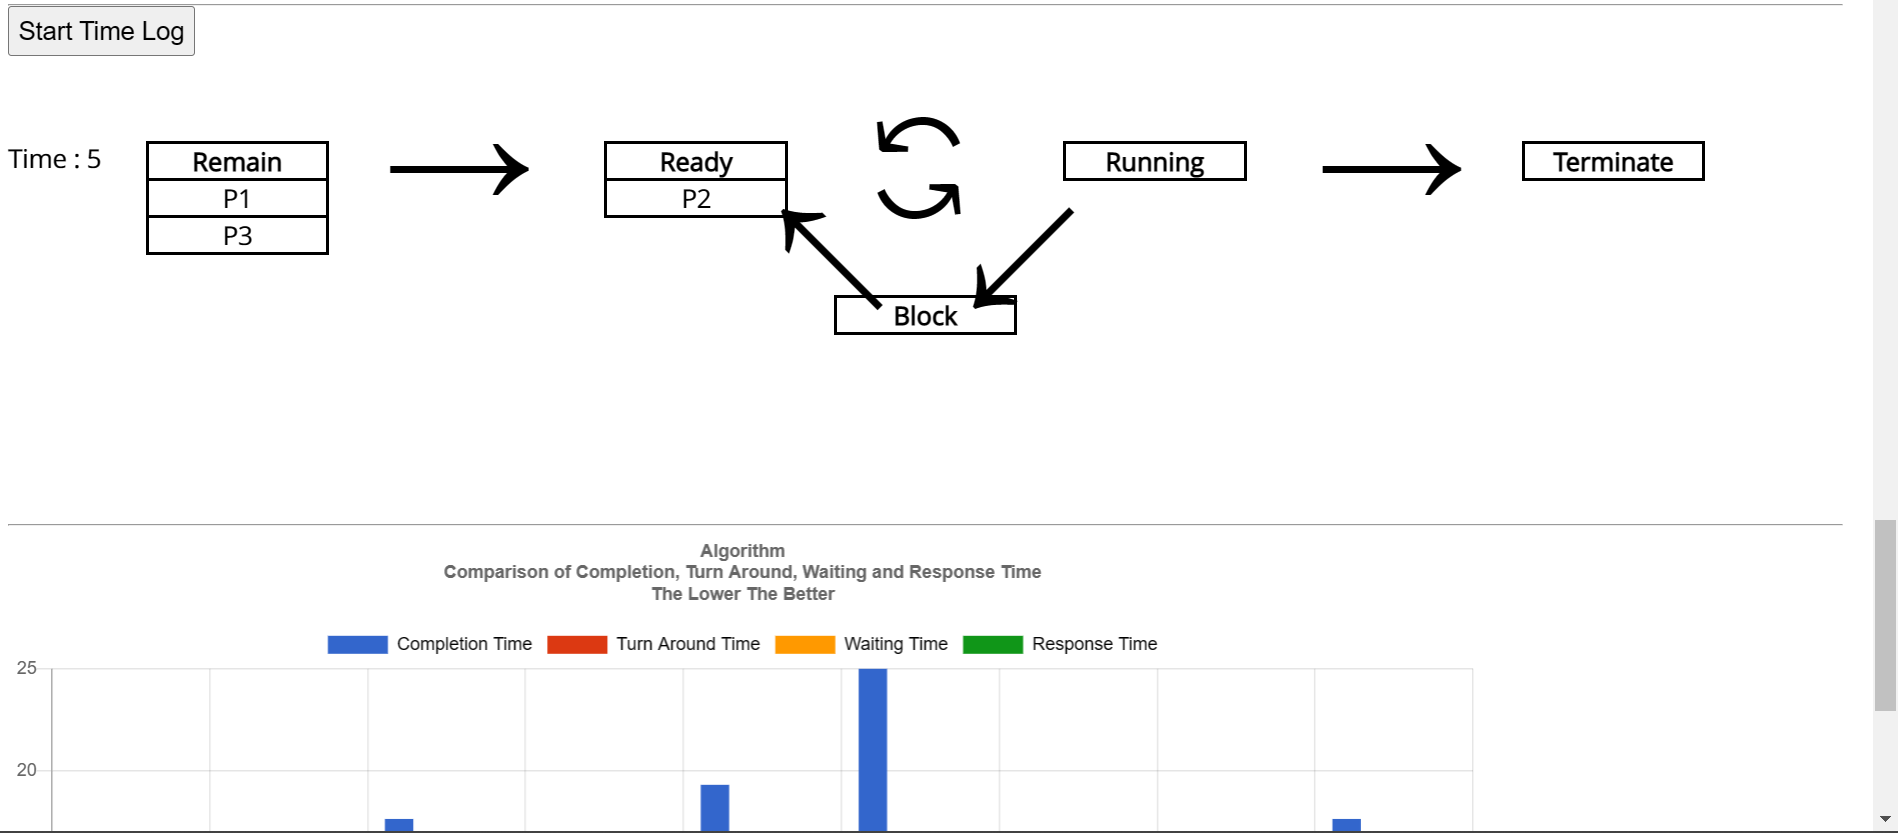 Start Time Log
Time : 5
Remain
P1
P3
Ready
P2
Running
Terminate
Block
Algorithm
Comparison of Completion, Turn Around, Waiting and Response Time
The Lower The Better
Completion Time Turn Around Time Waiting Time Response Time
25
20